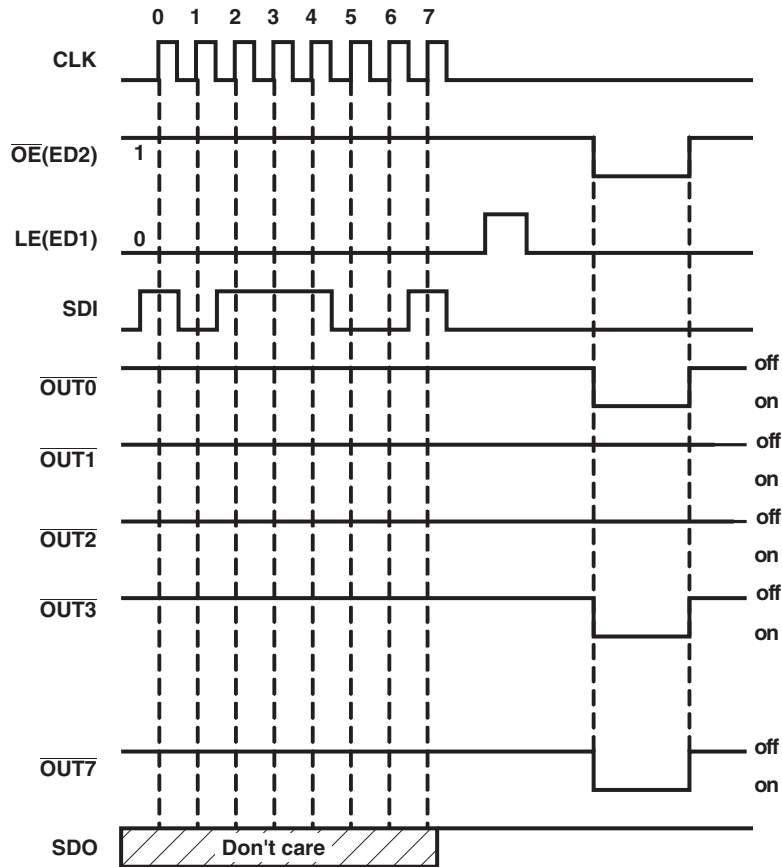 0 1 2 3 4 5 6 7
CLK
OE(ED2)
1
LE(ED1)
0
SDI
OUT0
off
on
OUT1
off
on
OUT2
off
on
OUT3
off
on
OUT7
off
on
SDO
Don't care